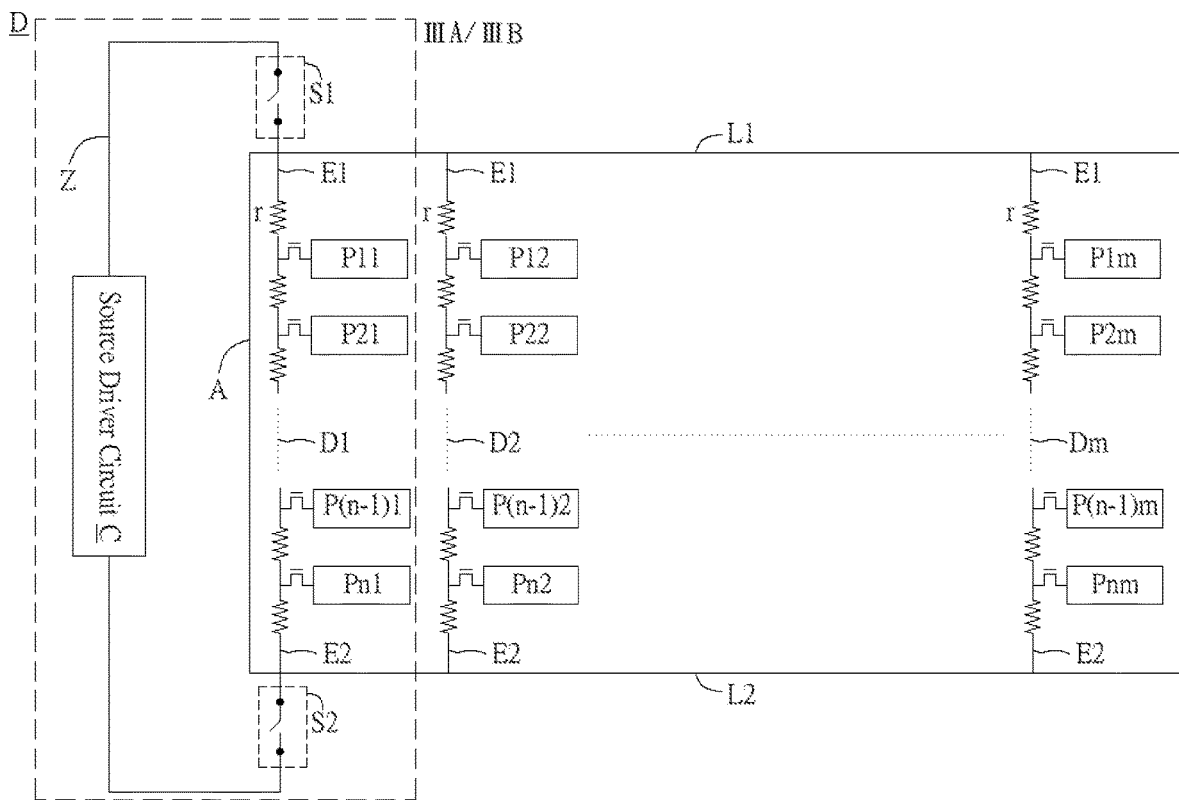 D
ⅢA/ⅢB
S1
L1
Z
E1
E1
E1
r
r
r
P11
P12
P1m
P21
P22
P2m
Source Driver Circuit C
A
D1
D2
Dm
P(n-1)1
P(n-1)2
P(n-1)m
Pn1
Pn2
Pnm
E2
E2
E2
S2
L2